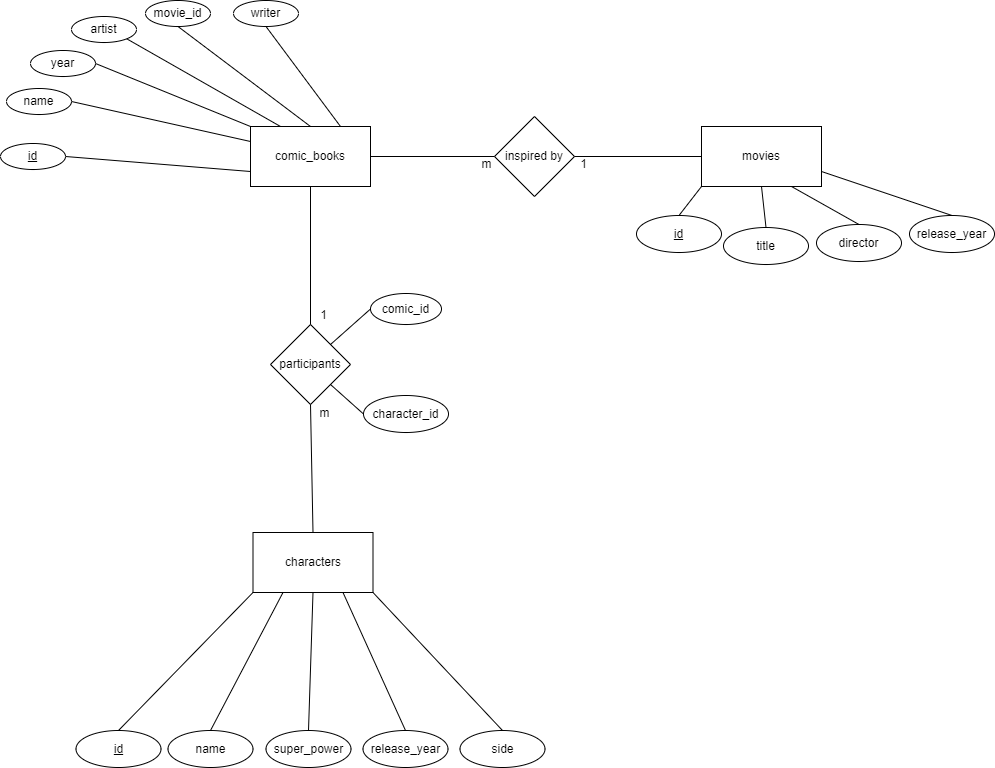 movie_id
writer
artist
year
name
id
comic_books
m
inspired by
1
movies
id
title
director
release_year
1
comic_id
participants
m
character_id
characters
id
name
super_power
release_year
side